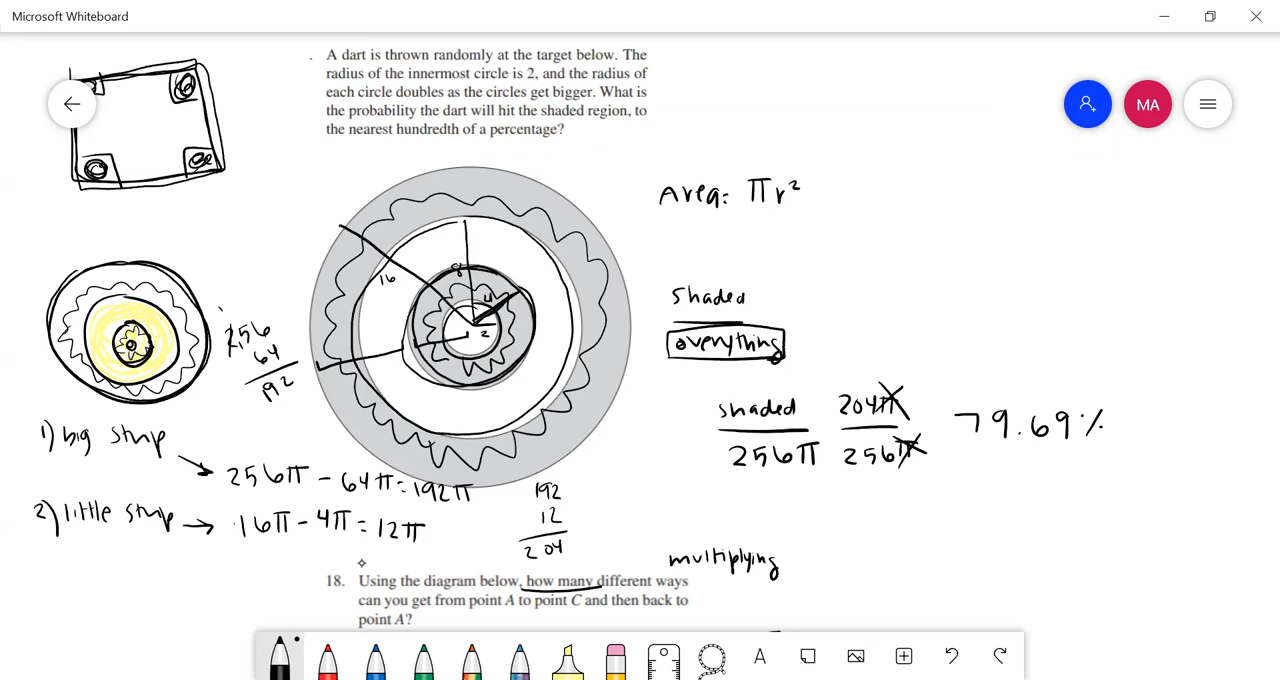 Microsoft Whiteboard
. A dart is thrown randomly at the target below. The
radius of the innermost circle is 2, and the radius of
each circle doubles as the circles get bigger. What is
the probability the dart will hit the shaded region, to
the nearest hundredth of a percentage?
MA
Area: πr²
16
8
4
2
shaded
everything
256
64
192
shaded 204π
256π 256π
79.69%
1) big strip
256π - 64π = 192π
2) little strip → 16π - 4π = 12π
192
12
204
multiplying
18. Using the diagram below, how many different ways
can you get from point A to point C and then back to
point A?
A